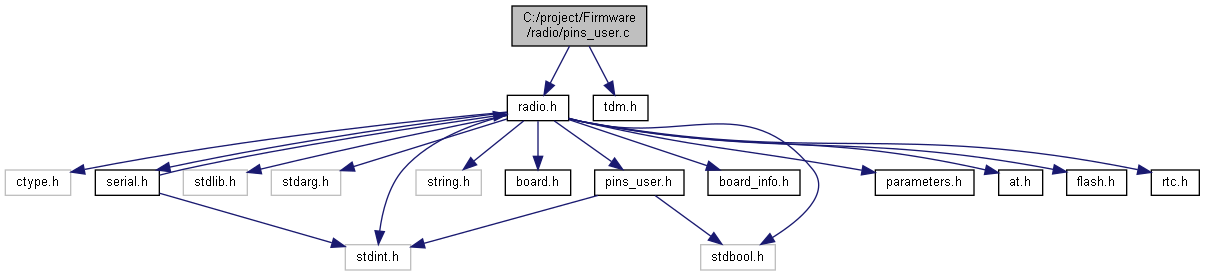 C:/project/Firmware
/radio/pins_user.c
radio.h
tdm.h
ctype.h
serial.h
stdlib.h
stdarg.h
string.h
board.h
pins_user.h
board_info.h
parameters.h
at.h
flash.h
rtc.h
stdint.h
stdbool.h